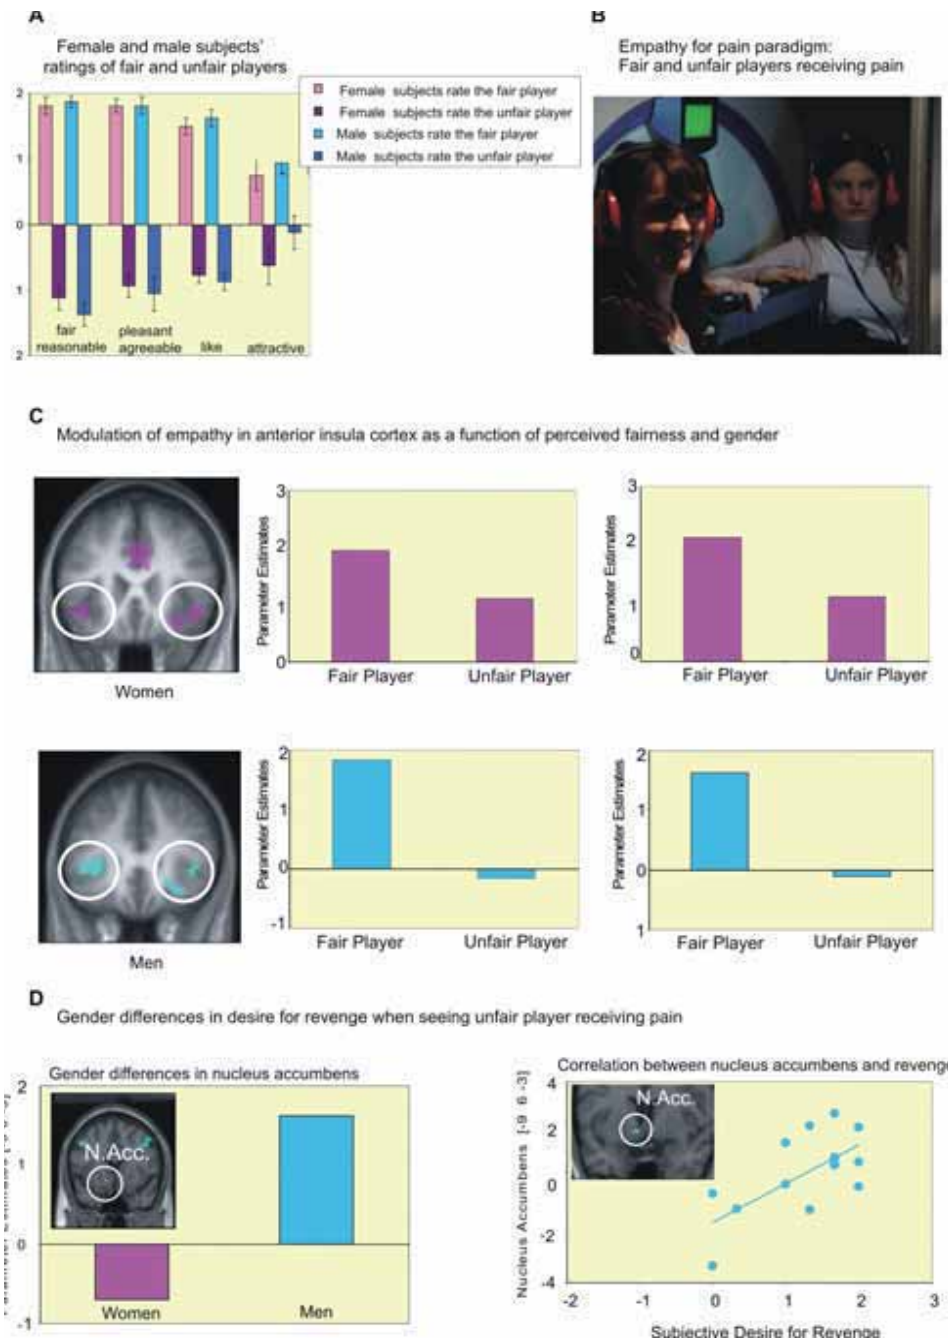 A
Female and male subjects'
ratings of fair and unfair players
Female subjects rate the fair player
Female subjects rate the unfair player
Male subjects rate the fair player
Male subjects rate the unfair player
2
1
0
1
2
fair
reasonable
pleasant
agreeable
like
attractive
B
Empathy for pain paradigm:
Fair and unfair players receiving pain
C
Modulation of empathy in anterior insula cortex as a function of perceived fairness and gender
Women
Parameter Estimates
3
2
1
0
Fair Player
Unfair Player
Parameter Estimates
3
2
1
0
Fair Player
Unfair Player
Men
Parameter Estimates
2
1
0
-1
Fair Player
Unfair Player
Parameter Estimates
2
1
0
1
Fair Player
Unfair Player
D
Gender differences in desire for revenge when seeing unfair player receiving pain
Gender differences in nucleus accumbens
2
1
0
-1
N.Acc.
Women
Men
Correlation between nucleus accumbens and revenge
Nucleus Accumbens [-9 6 -3]
4
2
0
-2
-4
N.Acc.
-2
-1
0
1
2
3
Subjective Desire for Revenge